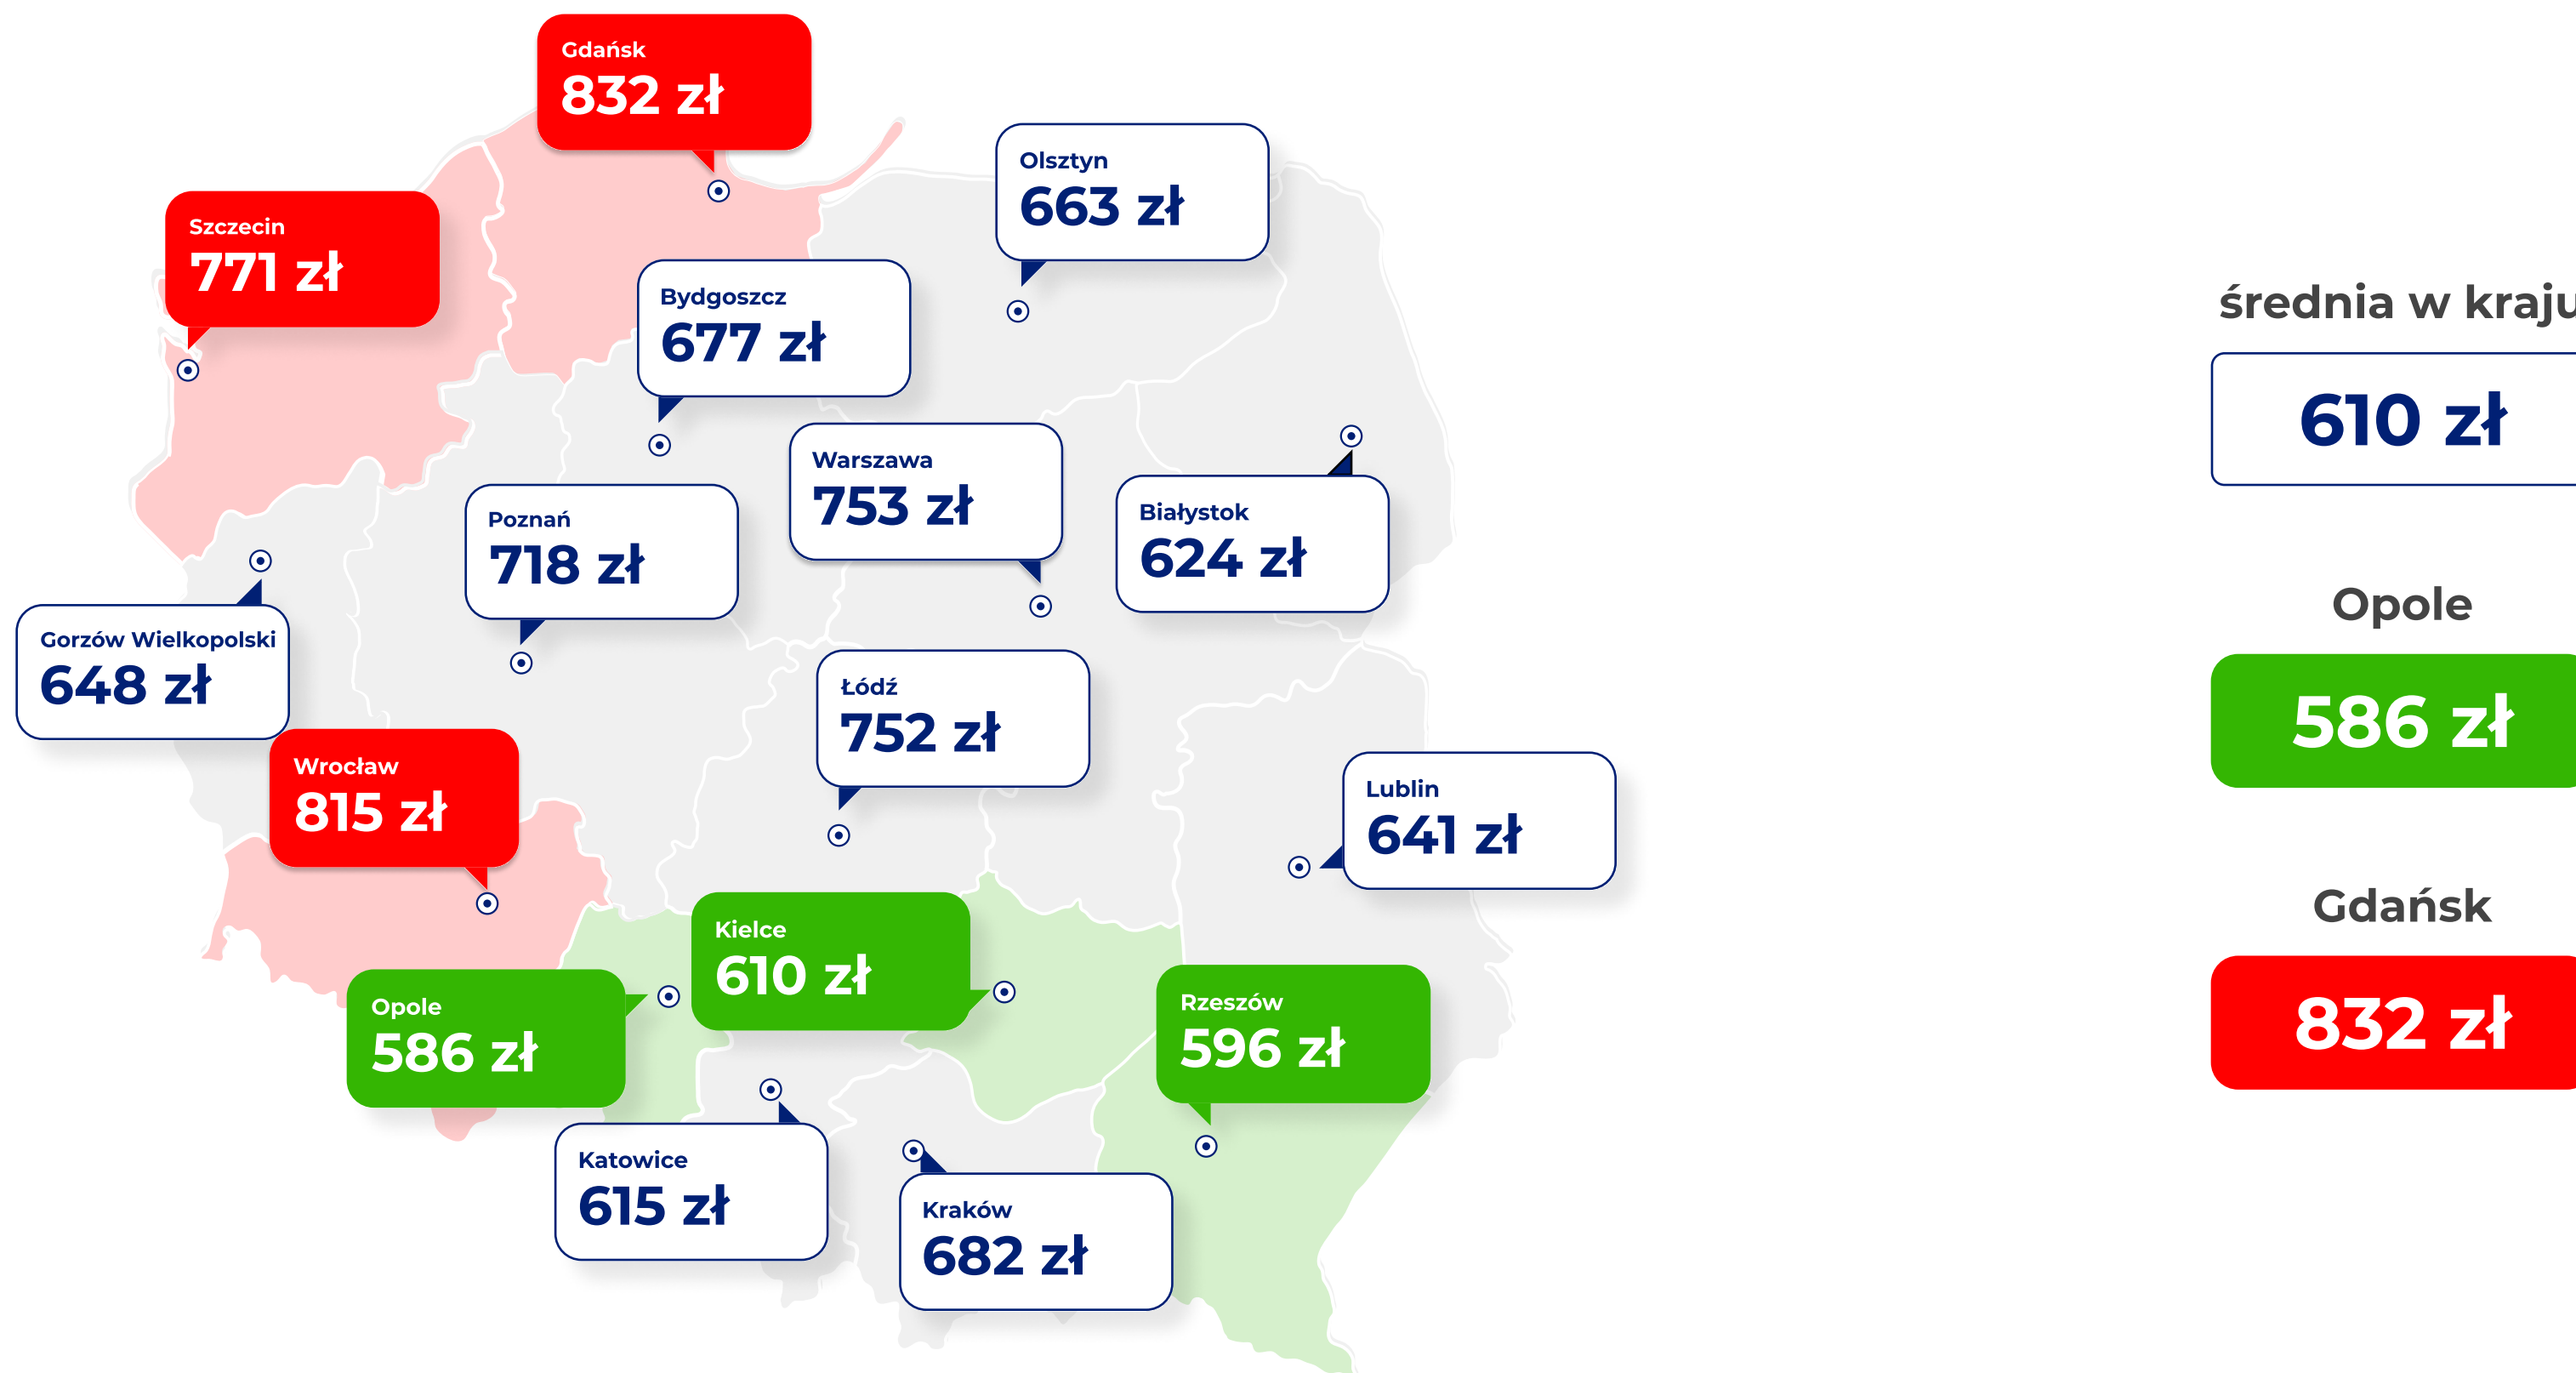 Gdańsk
832 zł
Olsztyn
663 zł
Szczecin
771 zł
Bydgoszcz
677 zł
Warszawa
753 zł
Białystok
624 zł
Poznań
718 zł
Gorzów Wielkopolski
648 zł
Łódź
752 zł
Wrocław
815 zł
Lublin
641 zł
Kielce
610 zł
Opole
586 zł
Rzeszów
596 zł
Katowice
615 zł
Kraków
682 zł
średnia w kraju
610 zł
Opole
586 zł
Gdańsk
832 zł